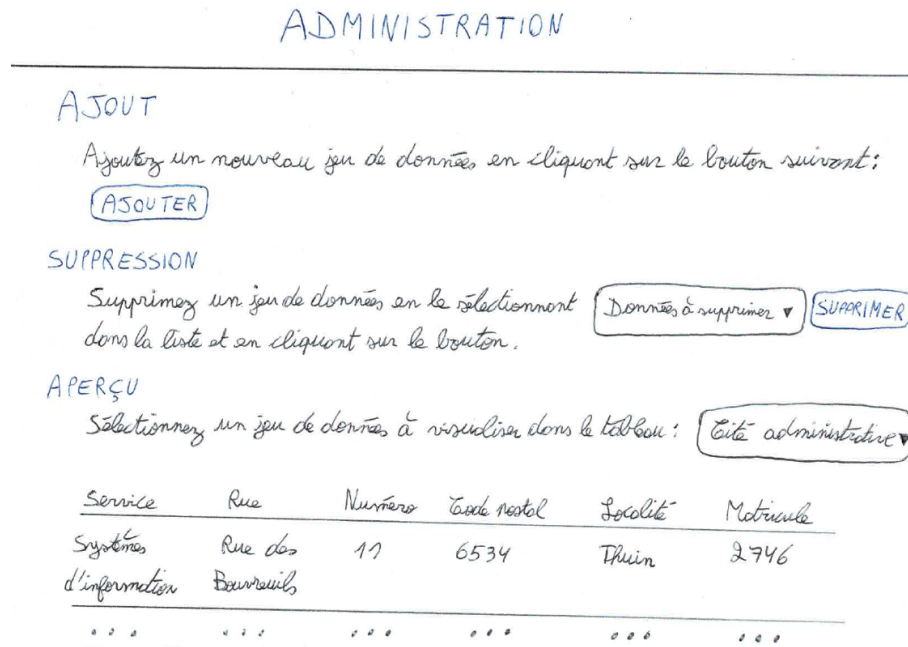 ADMINISTRATION
AJOUT
Ajoutez un nouveau jeu de données en cliquant sur le bouton suivant :
AJOUTER
SUPPRESSION
Supprimez un jeu de données en le sélectionnant Données à supprimer ▼ SUPPRIMER
dans la liste et en cliquant sur le bouton.
APERÇU
Sélectionnez un jeu de données à visualiser dans le tableau : Cité administrative ▼
Service Rue Numéro Code postal Localité Matricule
Systèmes Rue des 11 6534 Thuin 2746
d'information Bouvreuils
... ... ... ... ... ...